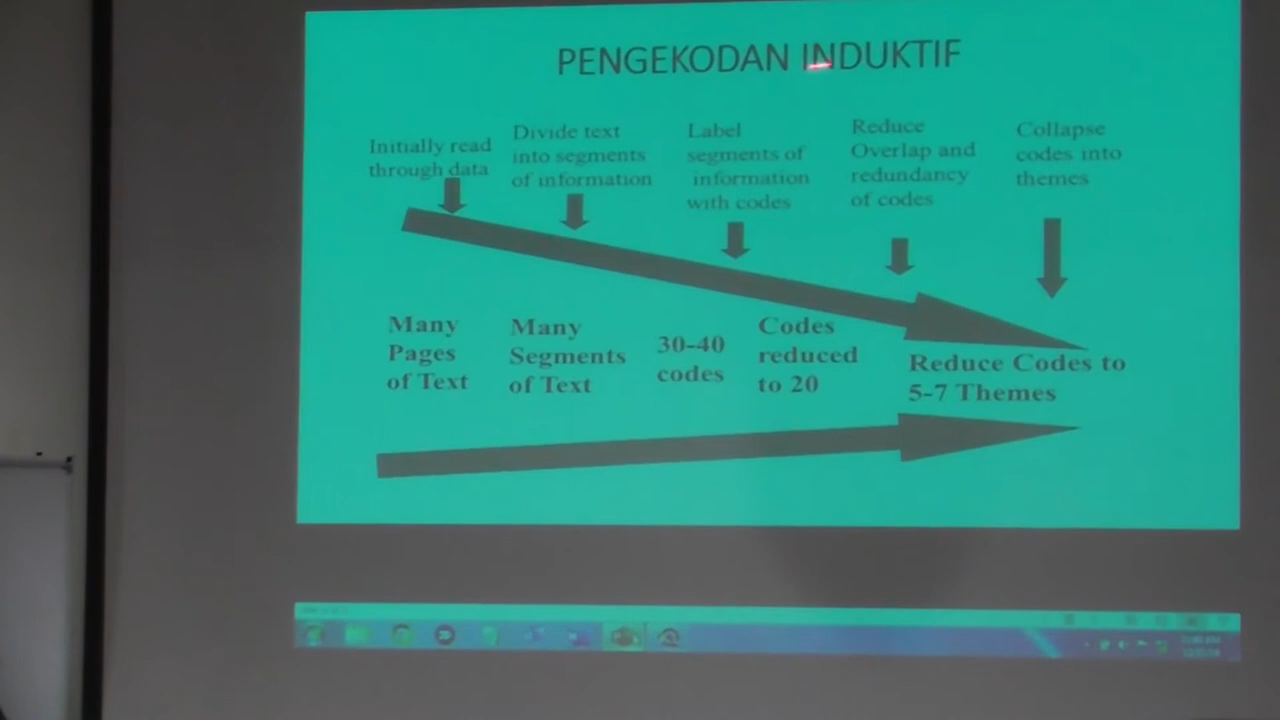 PENGEKODAN INDUKTIF
Initially read
through data
Divide text
into segments
of information
Label
segments of
information
with codes
Reduce
Overlap and
redundancy
of codes
Collapse
codes into
themes
Many
Pages
of Text
Many
Segments
of Text
30-40
codes
Codes
reduced
to 20
Reduce Codes to
5-7 Themes